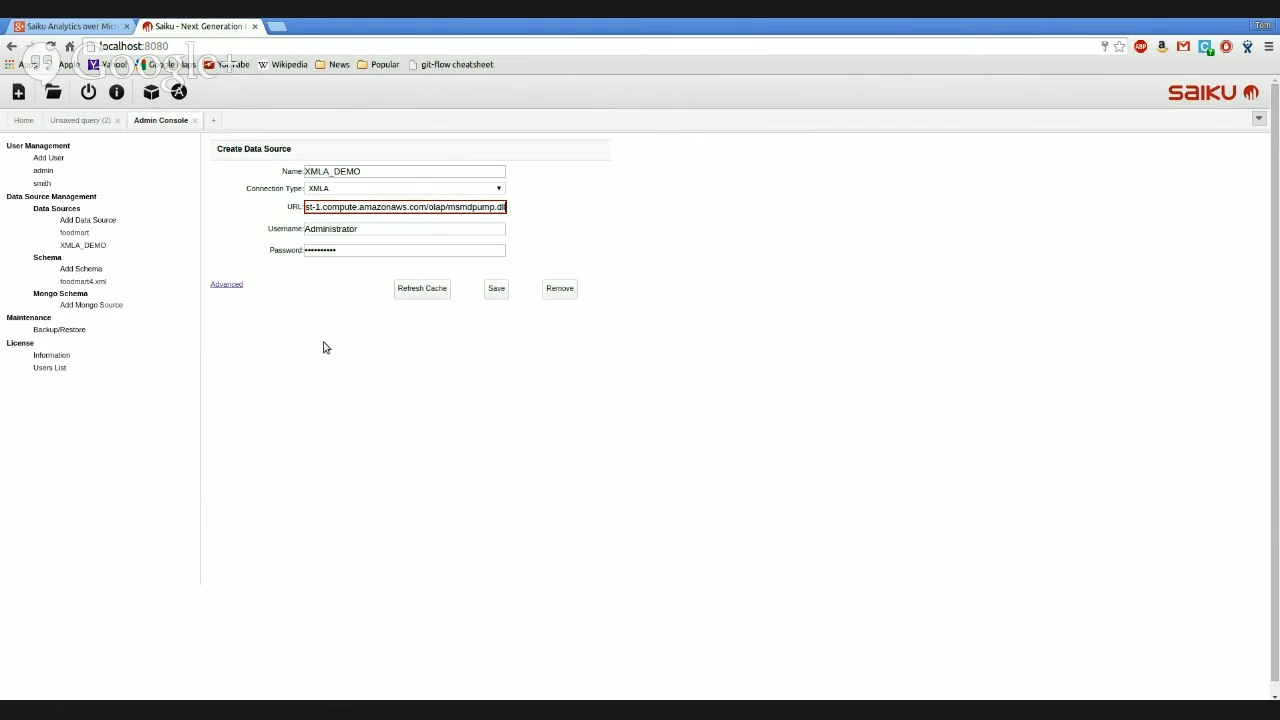 Saiku Analytics over Micr
Saiku - Next Generation
Tom
localhost:8080
Google+
Yahoo!
YouTube
Wikipedia
News
Popular
git-flow cheatsheet
saiku
Home
Unsaved query (2)
Admin Console
+
User Management
Add User
admin
smith
Data Source Management
Data Sources
Add Data Source
foodmart
XMLA_DEMO
Schema
Add Schema
foodmart4.xml
Mongo Schema
Add Mongo Source
Maintenance
Backup/Restore
License
Information
Users List
Create Data Source
Name: XMLA_DEMO
Connection Type: XMLA
URL: st-1.compute.amazonaws.com/olap/msmdpump.dll
Username: Administrator
Password: ••••••••••
Advanced
Refresh Cache
Save
Remove